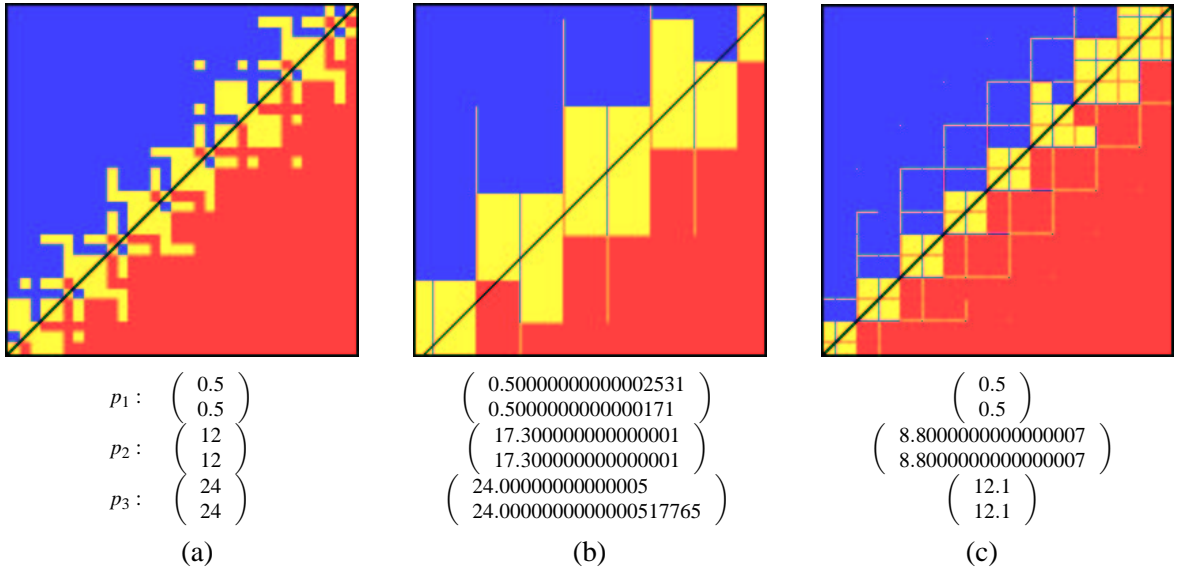 p1 : ( 0.5 ( 0.50000000000002531 ( 0.5
0.5 ) 0.5000000000000171 ) 0.5 )
p2 : ( 12 ( 17.300000000000001 ( 8.8000000000000007
12 ) 17.300000000000001 ) 8.8000000000000007 )
p3 : ( 24 ( 24.00000000000005 ( 12.1
24 ) 24.0000000000000517765 ) 12.1 )
(a) (b) (c)